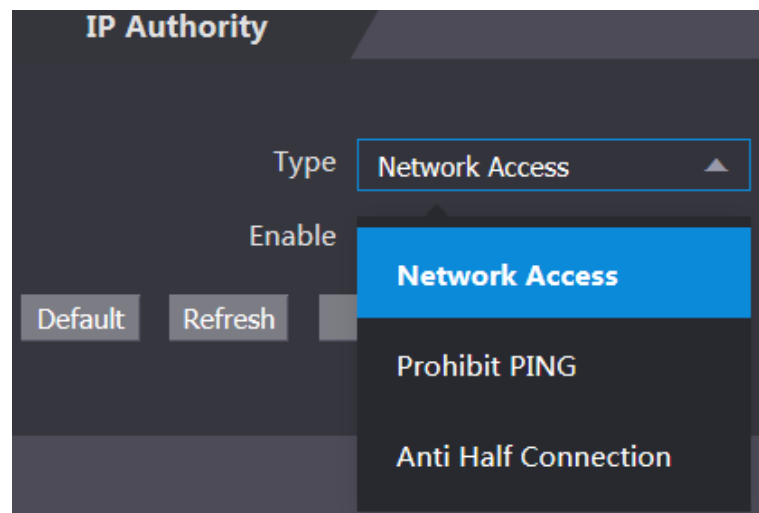 IP Authority
Type Network Access
Enable
Network Access
Default Refresh
Prohibit PING
Anti Half Connection